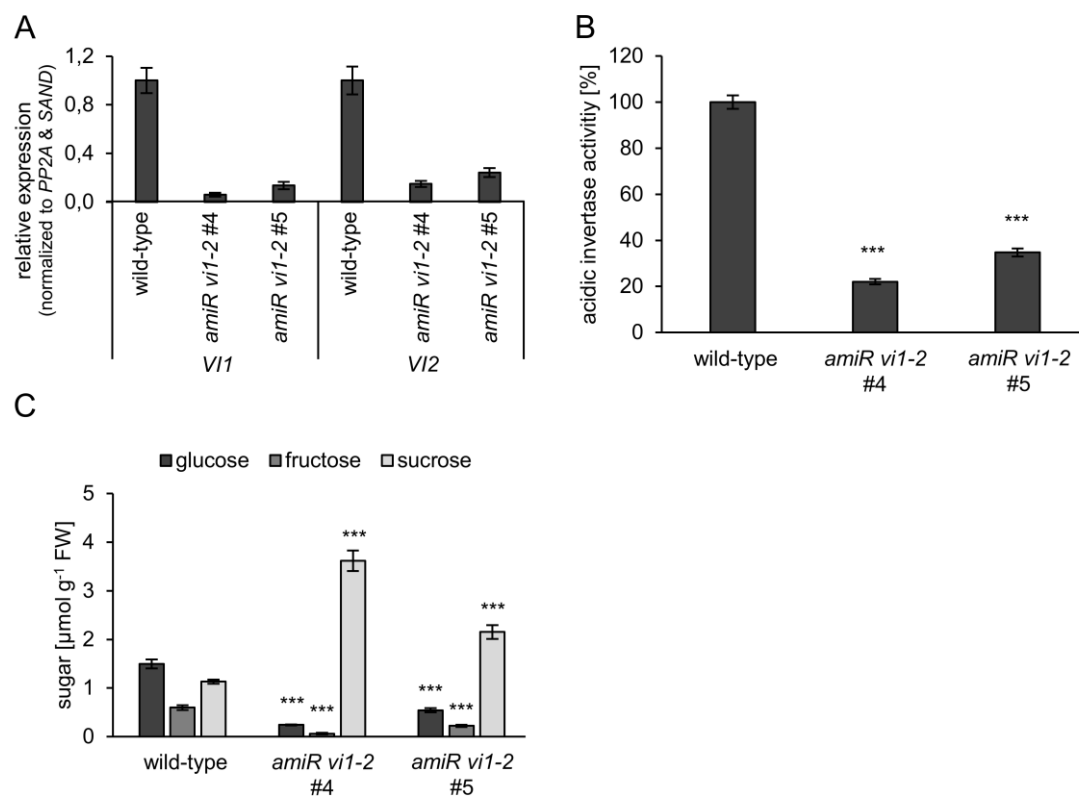 A
relative expression
(normalized to PP2A & SAND)
1,2
0,8
0,4
0,0
wild-type
amiR vi1-2 #4
amiR vi1-2 #5
wild-type
amiR vi1-2 #4
amiR vi1-2 #5
VI1 VI2
B
acidic invertase activitiy [%]
120
100
80
60
40
20
0
***
***
wild-type amiR vi1-2 amiR vi1-2
#4 #5
C
glucose fructose sucrose
sugar [µmol g-1 FW]
5
4
3
2
1
0
*** *** ***
*** *** ***
wild-type amiR vi1-2 amiR vi1-2
#4 #5